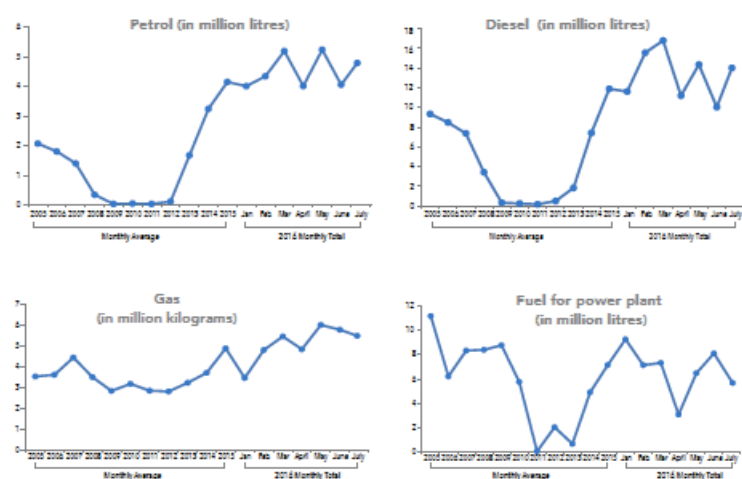 Petrol (in million litres)
6
5
4
3
2
1
0
2005 2006 2007 2008 2009 2010 2011 2012 2013 2014 2015 Jan Feb Mar April May June July
Monthly Average 2016 Monthly Total
Diesel (in million litres)
18
16
14
12
10
8
6
4
2
0
2005 2006 2007 2008 2009 2010 2011 2012 2013 2014 2015 Jan Feb Mar April May June July
Monthly Average 2016 Monthly Total
Gas
(in million kilograms)
7
6
5
4
3
2
1
0
2005 2006 2007 2008 2009 2010 2011 2012 2013 2014 2015 Jan Feb Mar April May June July
Monthly Average 2016 Monthly Total
Fuel for power plant
(in million litres)
12
10
8
6
4
2
0
2005 2006 2007 2008 2009 2010 2011 2012 2013 2014 2015 Jan Feb Mar April May June July
Monthly Average 2016 Monthly Total